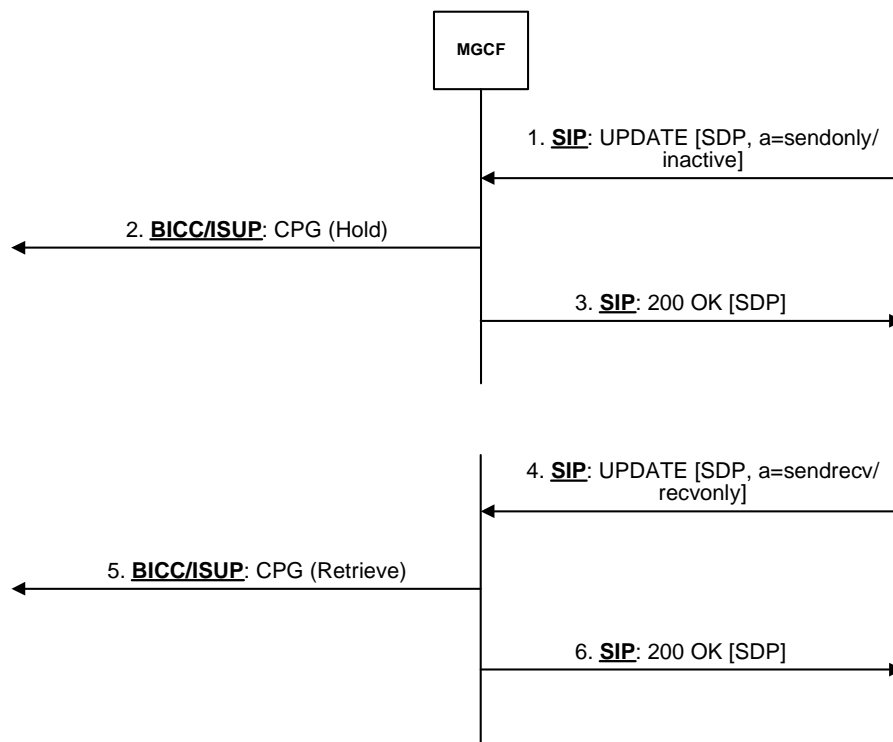 MGCF
1. SIP: UPDATE [SDP, a=sendonly/
inactive]
2. BICC/ISUP: CPG (Hold)
3. SIP: 200 OK [SDP]
4. SIP: UPDATE [SDP, a=sendrecv/
recvonly]
5. BICC/ISUP: CPG (Retrieve)
6. SIP: 200 OK [SDP]